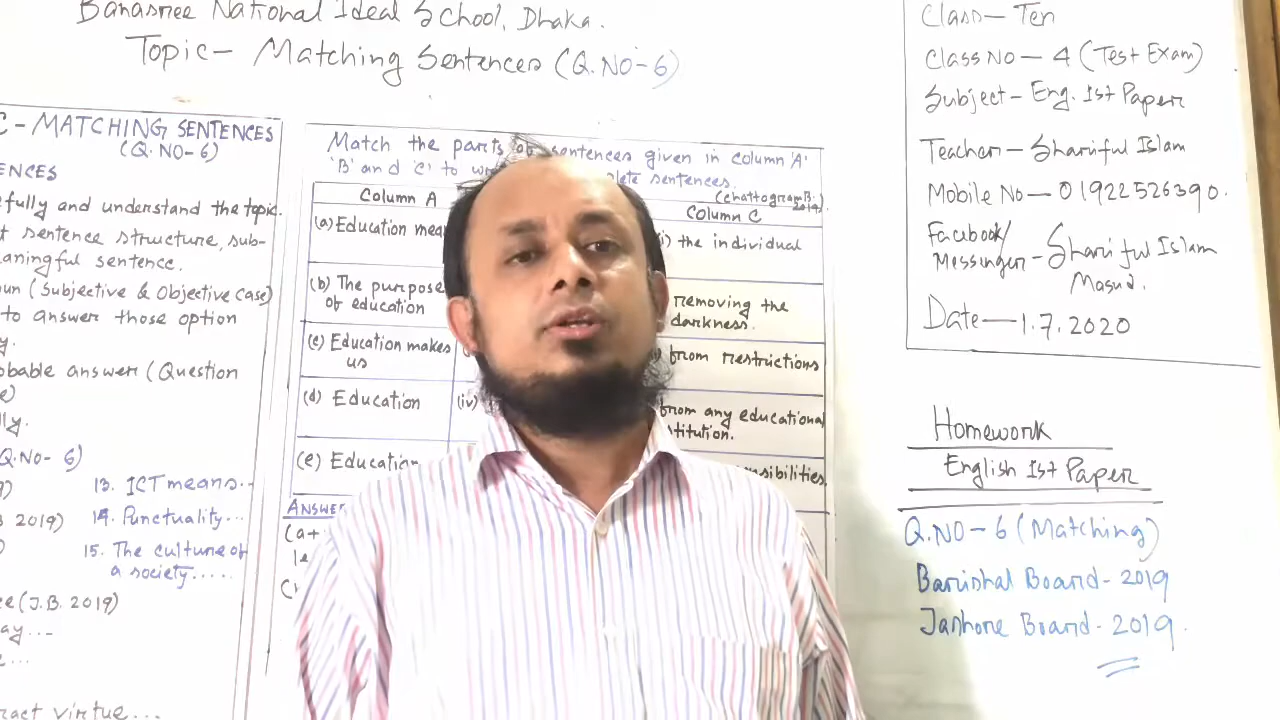 Banasree National Ideal School, Dhaka.
Topic- Matching Sentences (Q.NO-6)
C - MATCHING SENTENCES
(Q. NO-6)
ENCES
fully and understand the topic.
t sentence structure, sub-
aningful sentence.
un (Subjective & Objective Case)
to answer those option
y.
obable answer (Question
e)
lly.
Q.NO- 6)
13. ICT means...
B 2019)
14. Punctuality...
15. The culture of
a society.....
ce (J.B. 2019)
ay...
e...
ract virtue...
Match the parts of sentences given in column 'A'
'B' and 'C' to
sentences.
(Chattogram B. 2019)
Column A
Column C
(a) Education mea
(i) the individual
(b) The purpose
of education
removing the
darkness.
(c) Education makes
us
from restrictions
(d) Education
(iv)
from any educational
titution.
(e) Education
nsibilities
ANSWE
(a+
Class- Ten
Class No- 4 (Test Exam)
Subject- Eng. 1st Paper
Teacher- Shariful Islam
Mobile No- 01922526390.
Facebook/
Messinger- Shariful Islam
Masud.
Date- 1.7.2020
Homework
English 1st Paper
Q.NO-6 (Matching)
Barishal Board- 2019
Jashore Board- 2019.